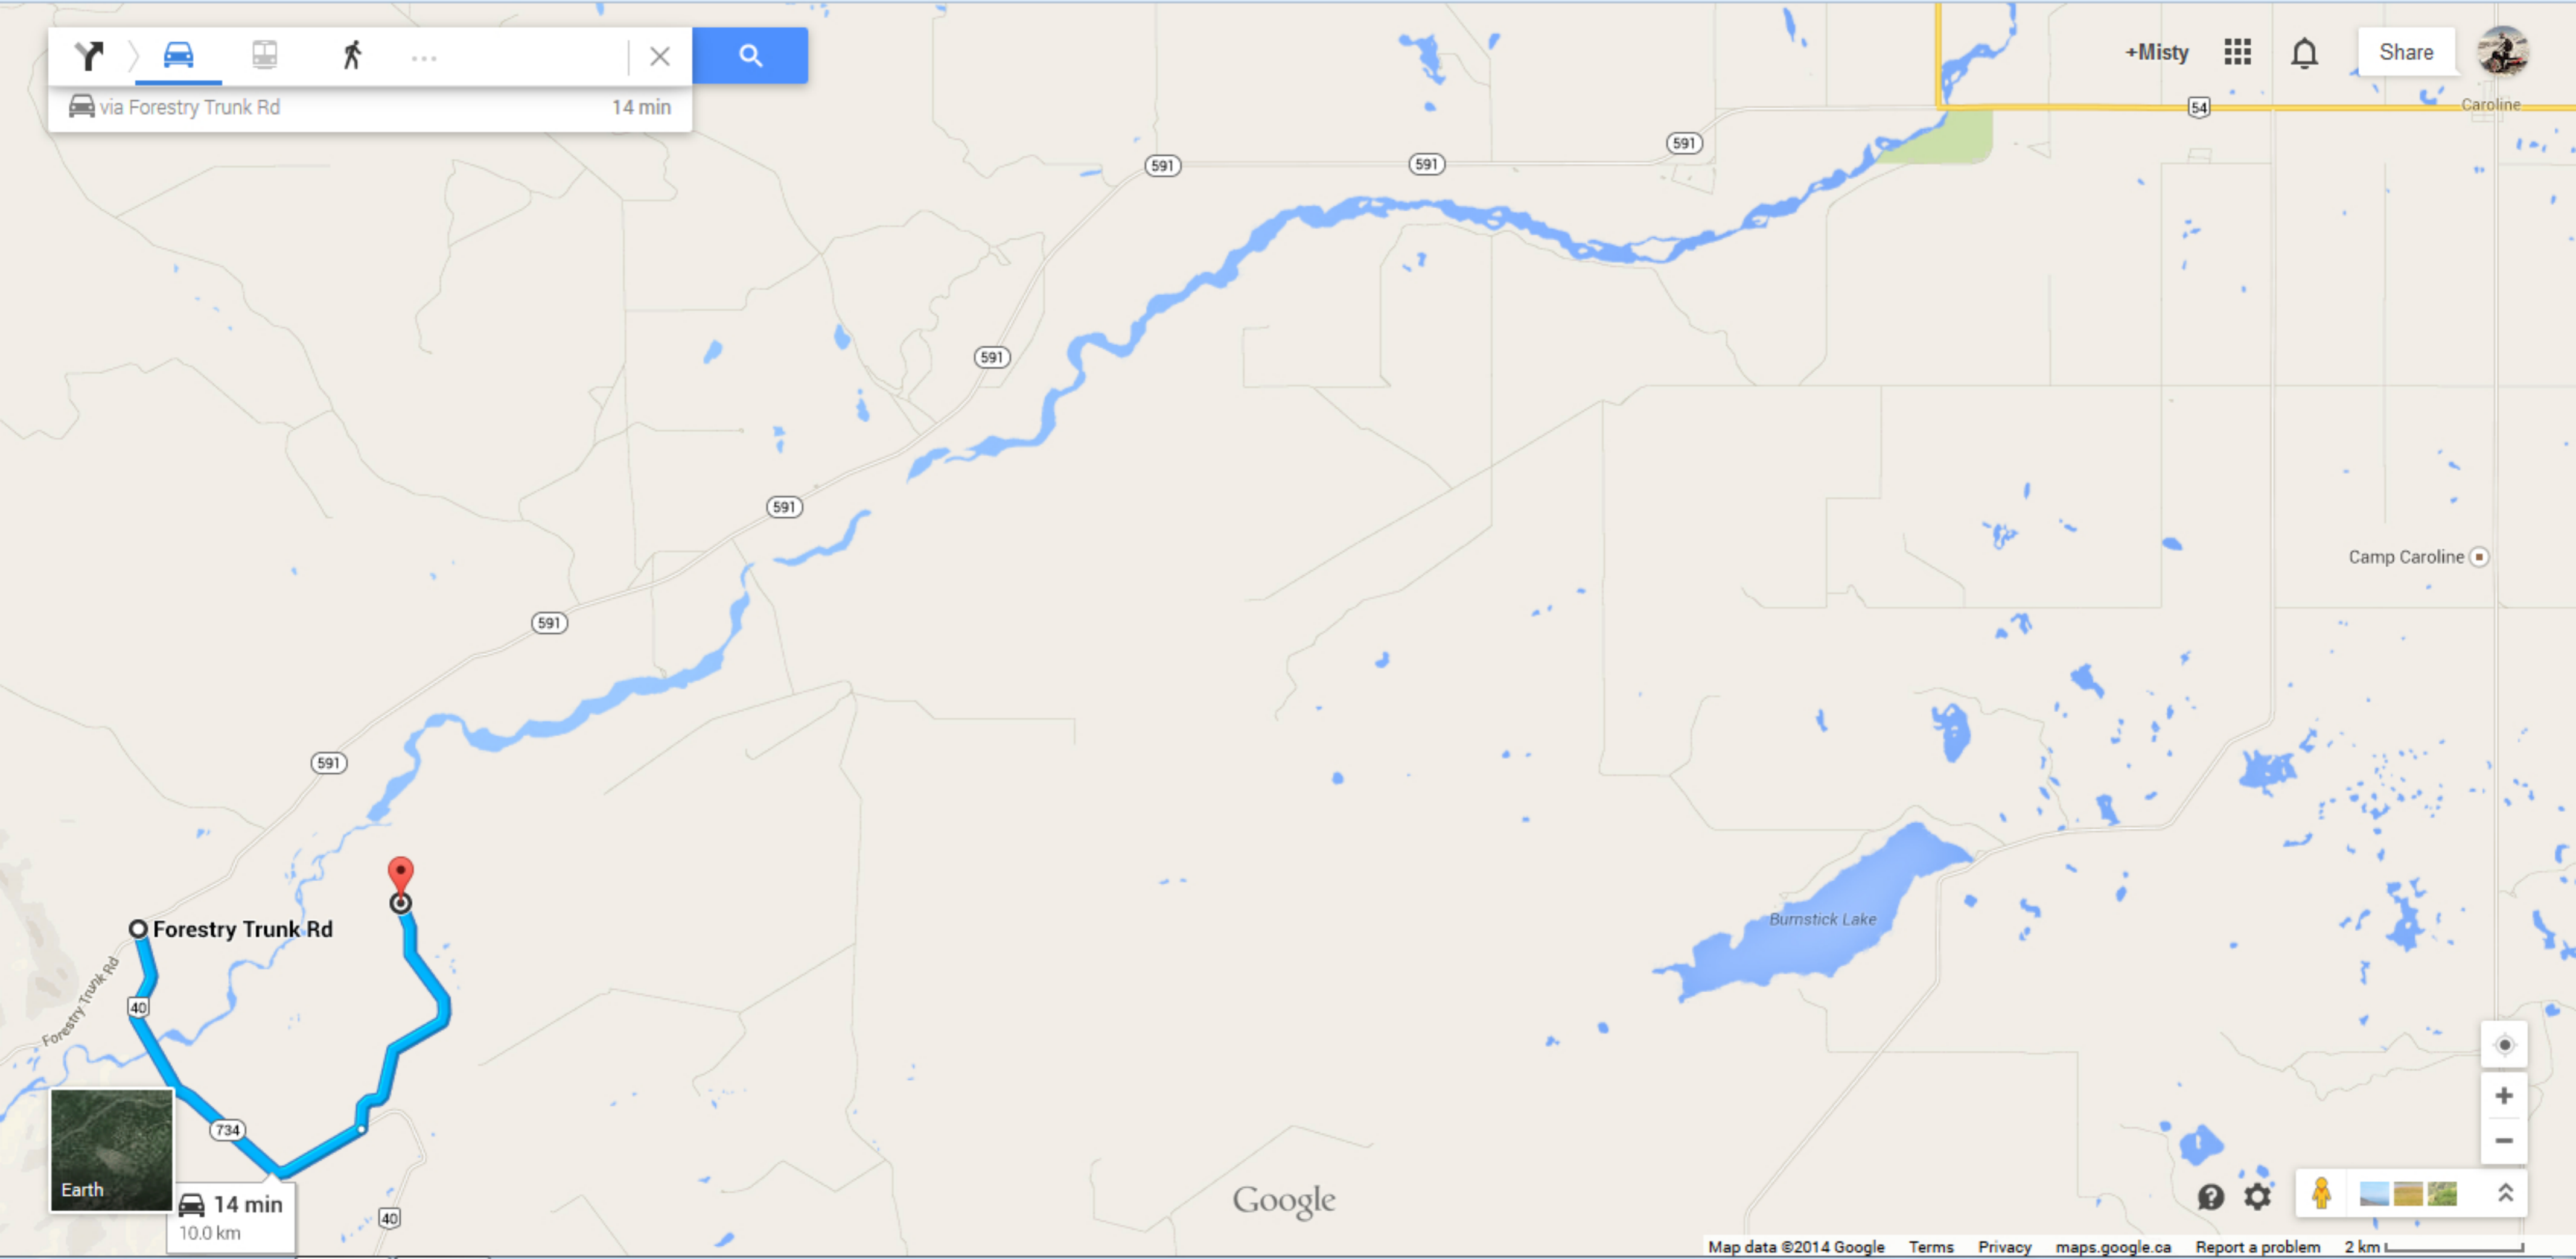 +Misty
Share
via Forestry Trunk Rd 14 min
54
Caroline
591
591
591
591
591
Camp Caroline
591
591
Burnstick Lake
Forestry Trunk Rd
Forestry Trunk Rd
40
734
Earth
14 min
10.0 km
40
Google
Map data ©2014 Google Terms Privacy maps.google.ca Report a problem 2 km